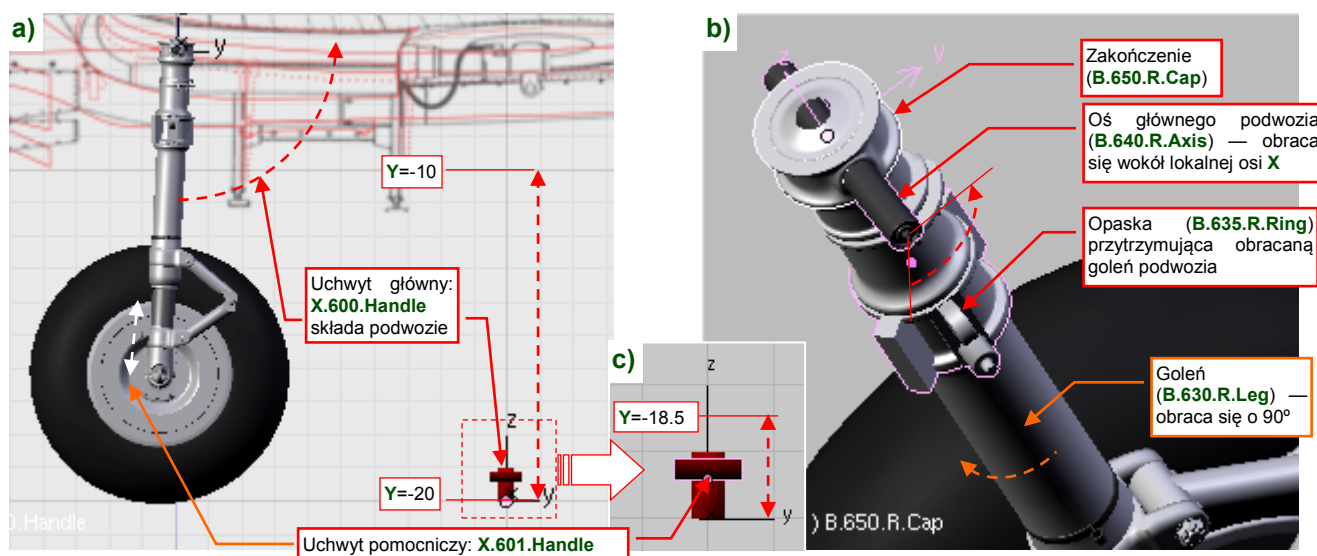 a)
y
Y=-10
Uchwyt główny:
X.600.Handle
składa podwozie
z
y
x
Y=-20
0.Handle
Uchwyt pomocniczy: X.601.Handle
c)
z
Y=-18.5
y
b)
z
y
Zakończenie
(B.650.R.Cap)
Oś głównego podwozia
(B.640.R.Axis) — obraca
się wokół lokalnej osi X
Opaska (B.635.R.Ring)
przytrzymująca obracaną
goleń podwozia
Goleń
(B.630.R.Leg) —
obraca się o 90º
) B.650.R.Cap